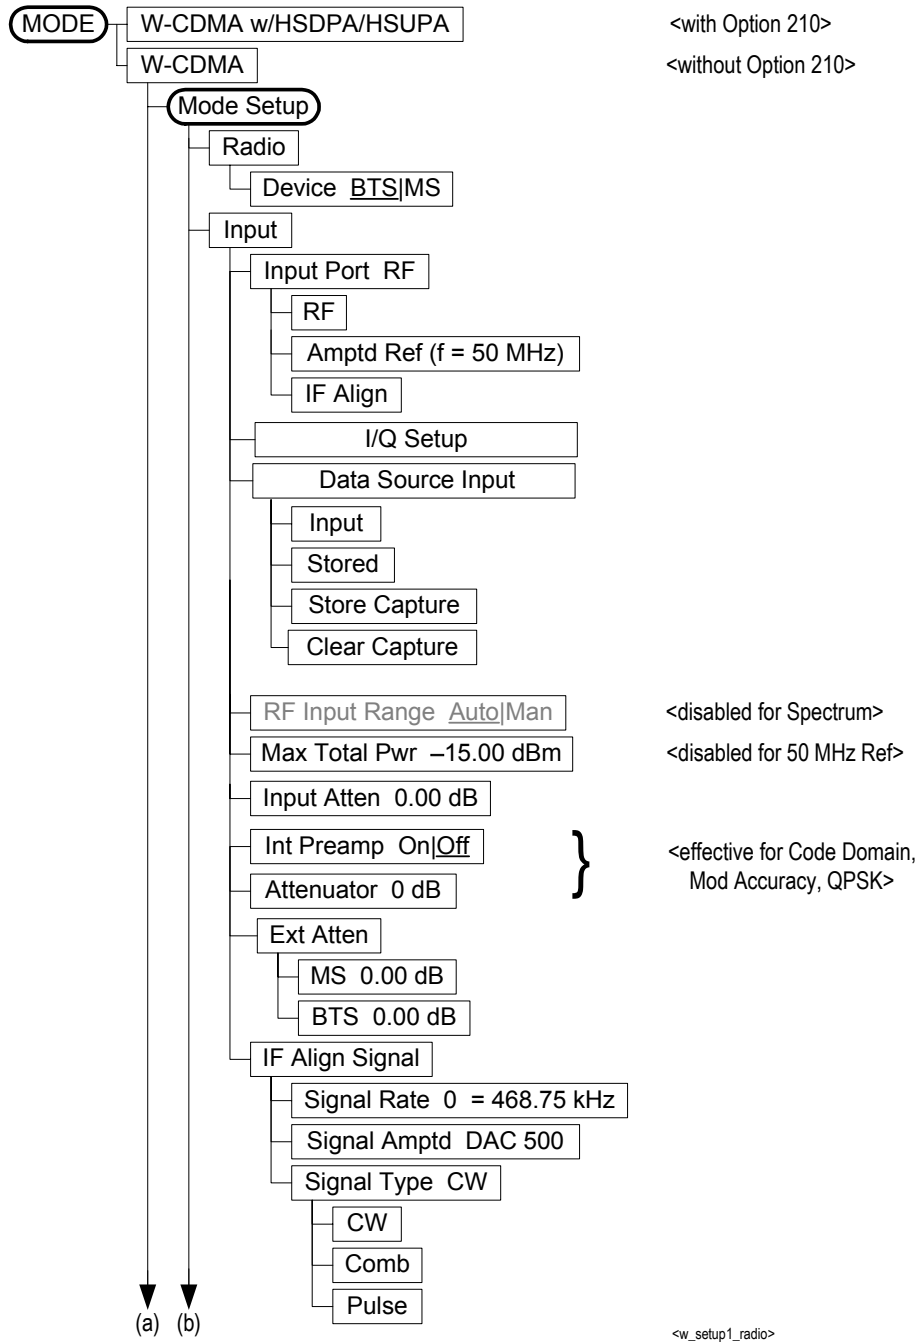 MODE W-CDMA w/HSDPA/HSUPA <with Option 210>
W-CDMA <without Option 210>
Mode Setup
Radio
Device BTS|MS
Input
Input Port RF
RF
Amptd Ref (f = 50 MHz)
IF Align
I/Q Setup
Data Source Input
Input
Stored
Store Capture
Clear Capture
RF Input Range Auto|Man <disabled for Spectrum>
Max Total Pwr –15.00 dBm <disabled for 50 MHz Ref>
Input Atten 0.00 dB
Int Preamp On|Off } <effective for Code Domain,
Attenuator 0 dB Mod Accuracy, QPSK>
Ext Atten
MS 0.00 dB
BTS 0.00 dB
IF Align Signal
Signal Rate 0 = 468.75 kHz
Signal Amptd DAC 500
Signal Type CW
CW
Comb
Pulse
(a) (b)
<w_setup1_radio>